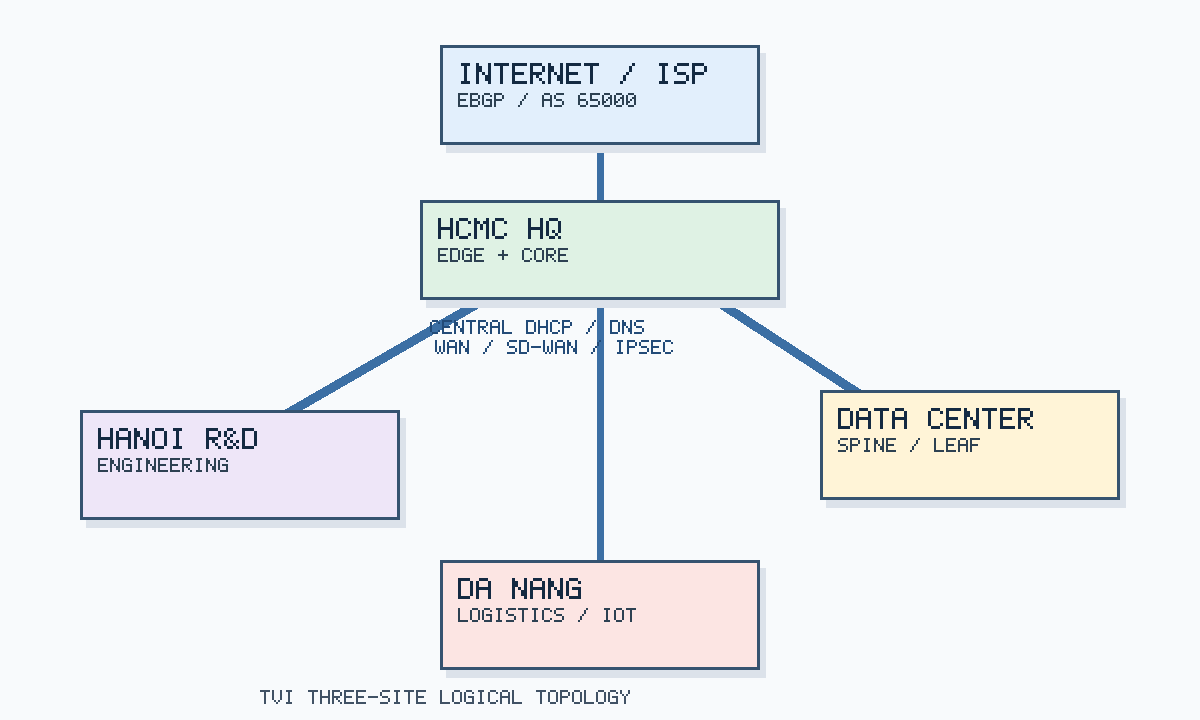 INTERNET / ISP
EBGP / AS 65000
HCMC HQ
EDGE + CORE
CENTRAL DHCP / DNS
WAN / SD-WAN / IPSEC
HANOI R&D
ENGINEERING
DATA CENTER
SPINE / LEAF
DA NANG
LOGISTICS / IOT
TVI THREE-SITE LOGICAL TOPOLOGY